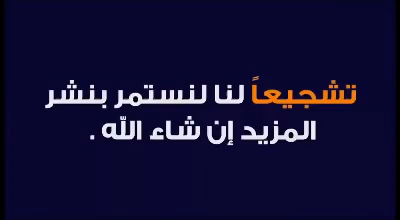 تشجيعاً لنا لنستمر بنشر
المزيد إن شاء الله .